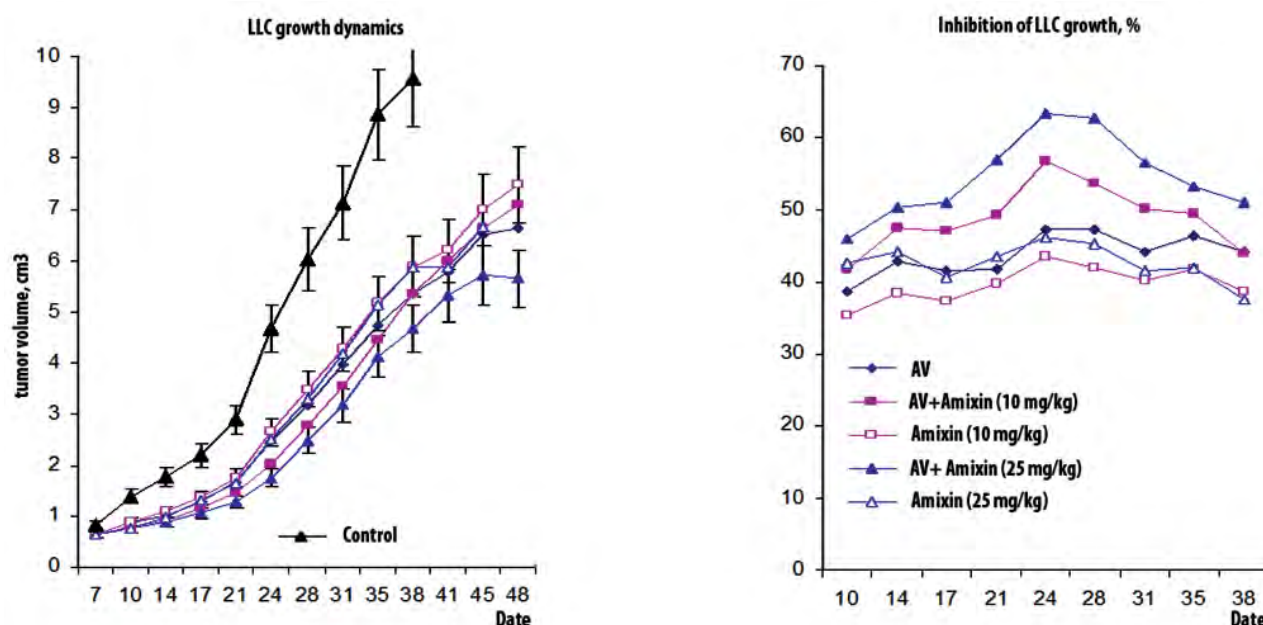 LLC growth dynamics
10
9
8
7
6
5
4
3
2
1
0
tumor volume, cm3
Control
7 10 14 17 21 24 28 31 35 38 41 45 48
Date
Inhibition of LLC growth, %
70
60
50
40
30
20
10
0
AV
AV+Amixin (10 mg/kg)
Amixin (10 mg/kg)
AV+ Amixin (25 mg/kg)
Amixin (25 mg/kg)
10 14 17 21 24 28 31 35 38
Date